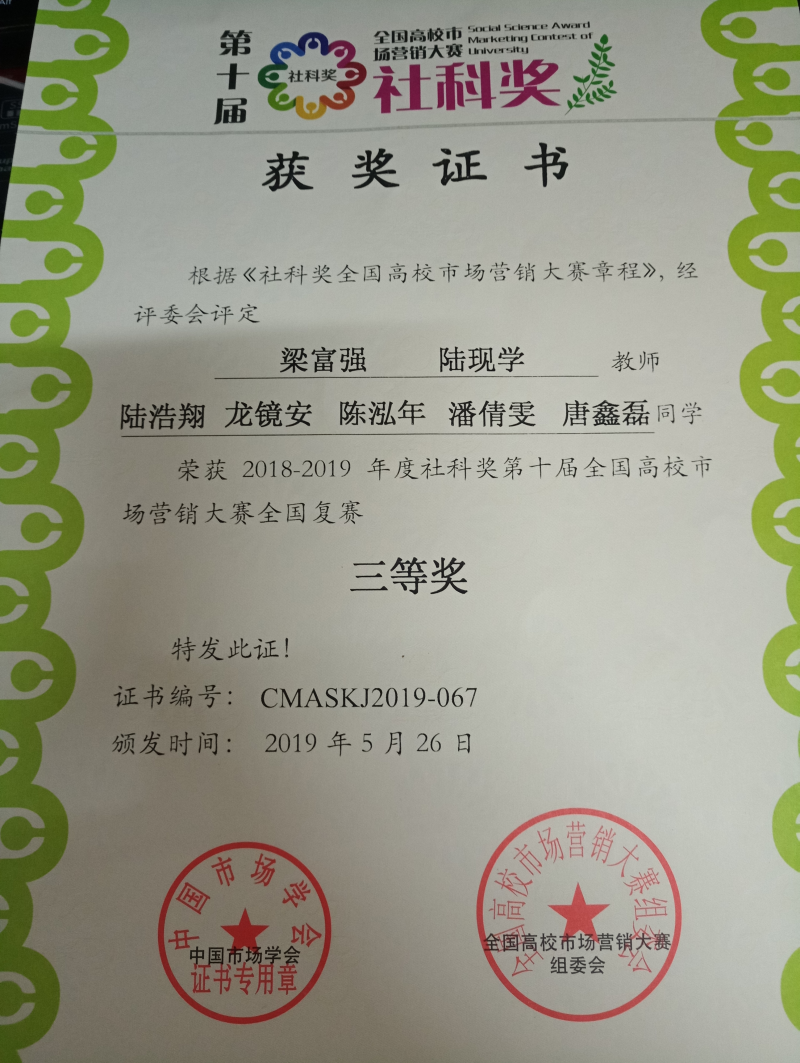 第十届
社科奖
全国高校市
场营销大赛
Social Science Award
Marketing Contest of
University
社科奖
获奖证书
根据《社科奖全国高校市场营销大赛章程》,经
评委会评定
梁富强 陆现学 教师
陆浩翔 龙镜安 陈泓年 潘倩雯 唐鑫磊同学
荣获 2018-2019 年度社科奖第十届全国高校市
场营销大赛全国复赛
三等奖
特发此证!
证书编号: CMASKJ2019-067
颁发时间: 2019 年 5 月 26 日
中国市场学会
中国市场学会
证书专用章
全国高校市场营销大赛组委会
全国高校市场营销大赛
组委会